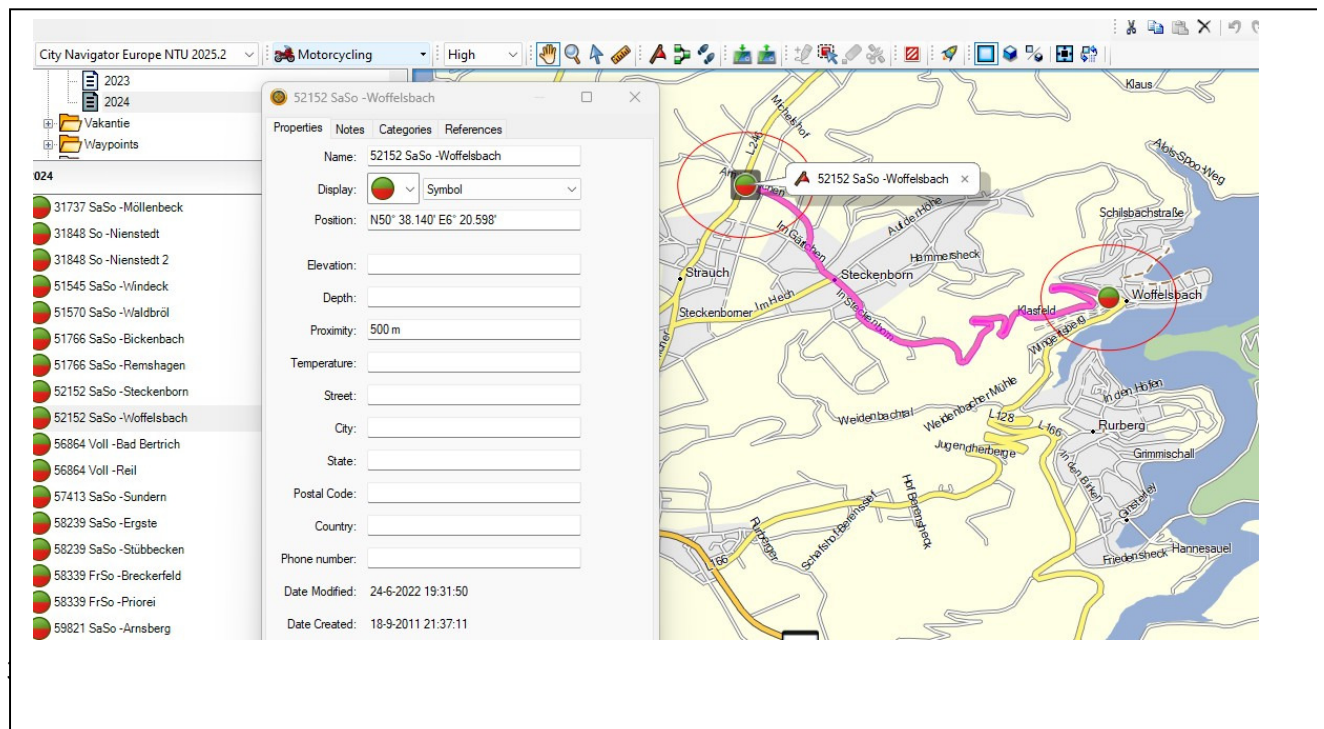 City Navigator Europe NTU 2025.2
Motorcycling
High
2023
2024
Vakantie
Waypoints
2024
31737 SaSo -Möllenbeck
31848 So -Nienstedt
31848 So -Nienstedt 2
51545 SaSo -Windeck
51570 SaSo -Waldbröl
51766 SaSo -Bickenbach
51766 SaSo -Remshagen
52152 SaSo -Steckenborn
52152 SaSo -Woffelsbach
56864 Voll -Bad Bertrich
56864 Voll -Reil
57413 SaSo -Sundern
58239 SaSo -Ergste
58239 SaSo -Stübbecken
58339 FrSo -Breckerfeld
58339 FrSo -Priorei
59821 SaSo -Arnsberg
52152 SaSo -Woffelsbach
Properties Notes Categories References
Name: 52152 SaSo -Woffelsbach
Display: Symbol
Position: N50° 38.140' E6° 20.598'
Elevation:
Depth:
Proximity: 500 m
Temperature:
Street:
City:
State:
Postal Code:
Country:
Phone number:
Date Modified: 24-6-2022 19:31:50
Date Created: 18-9-2011 21:37:11
Klaus
Michelshof
L246
52152 SaSo -Woffelsbach
Alois-Spoo-Weg
Schilsbachstraße
Auf der Höhe
Im Gärtchen
Hammersheck
Strauch
Steckenborn
Woffelsbach
Steckenborner
Im Hech
In Steckenborn
Klasfeld
Wingertsberg
Weidenbachtal
Weidenbacher Mühle
In den Höfen
L128
L166
Rurberg
Jugendherberge
Grimmischall
In den Birken
Hof Berensheck
Ginsterley
Schafshof Berenssef
Rurberger
L166
Friedensheck
Hannesauel